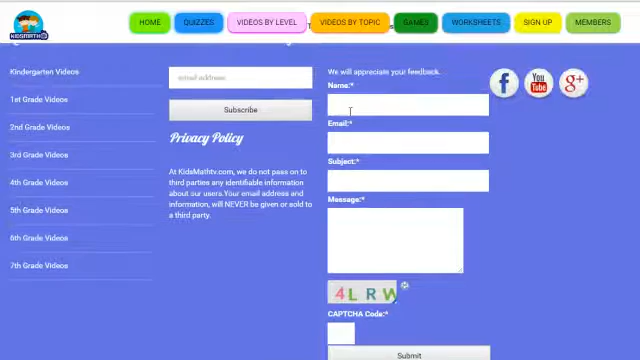 HOME
QUIZZES
VIDEOS BY LEVEL
VIDEOS BY TOPIC
GAMES
WORKSHEETS
SIGN UP
MEMBERS
KIDSMATH
Kindergarten Videos
1st Grade Videos
2nd Grade Videos
3rd Grade Videos
4th Grade Videos
5th Grade Videos
6th Grade Videos
7th Grade Videos
email address
Subscribe
Privacy Policy
At KidsMathtv.com, we do not pass on to
third parties any identifiable information
about our users.Your email address and
information, will NEVER be given or sold to
a third party.
We will appreciate your feedback.
Name:*
Email:*
Subject:*
Message:*
4L R W
CAPTCHA Code:*
Submit
f
You
Tube
g+